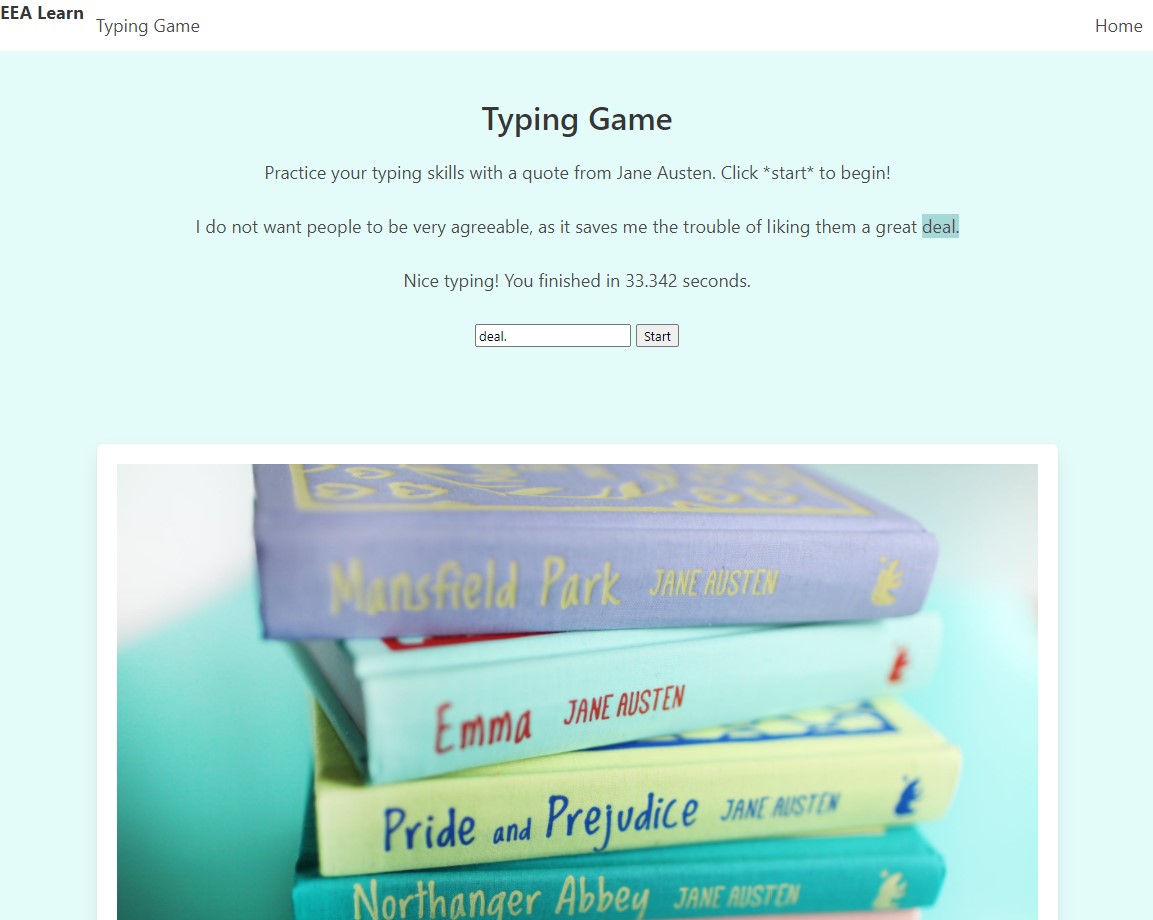 EEA Learn
Typing Game
Home
Typing Game
Practice your typing skills with a quote from Jane Austen. Click *start* to begin!
I do not want people to be very agreeable, as it saves me the trouble of liking them a great deal.
Nice typing! You finished in 33.342 seconds.
deal.
Start
Mansfield Park JANE AUSTEN
Emma JANE AUSTEN
Pride and Prejudice JANE AUSTEN
Northanger Abbey JANE AUSTEN